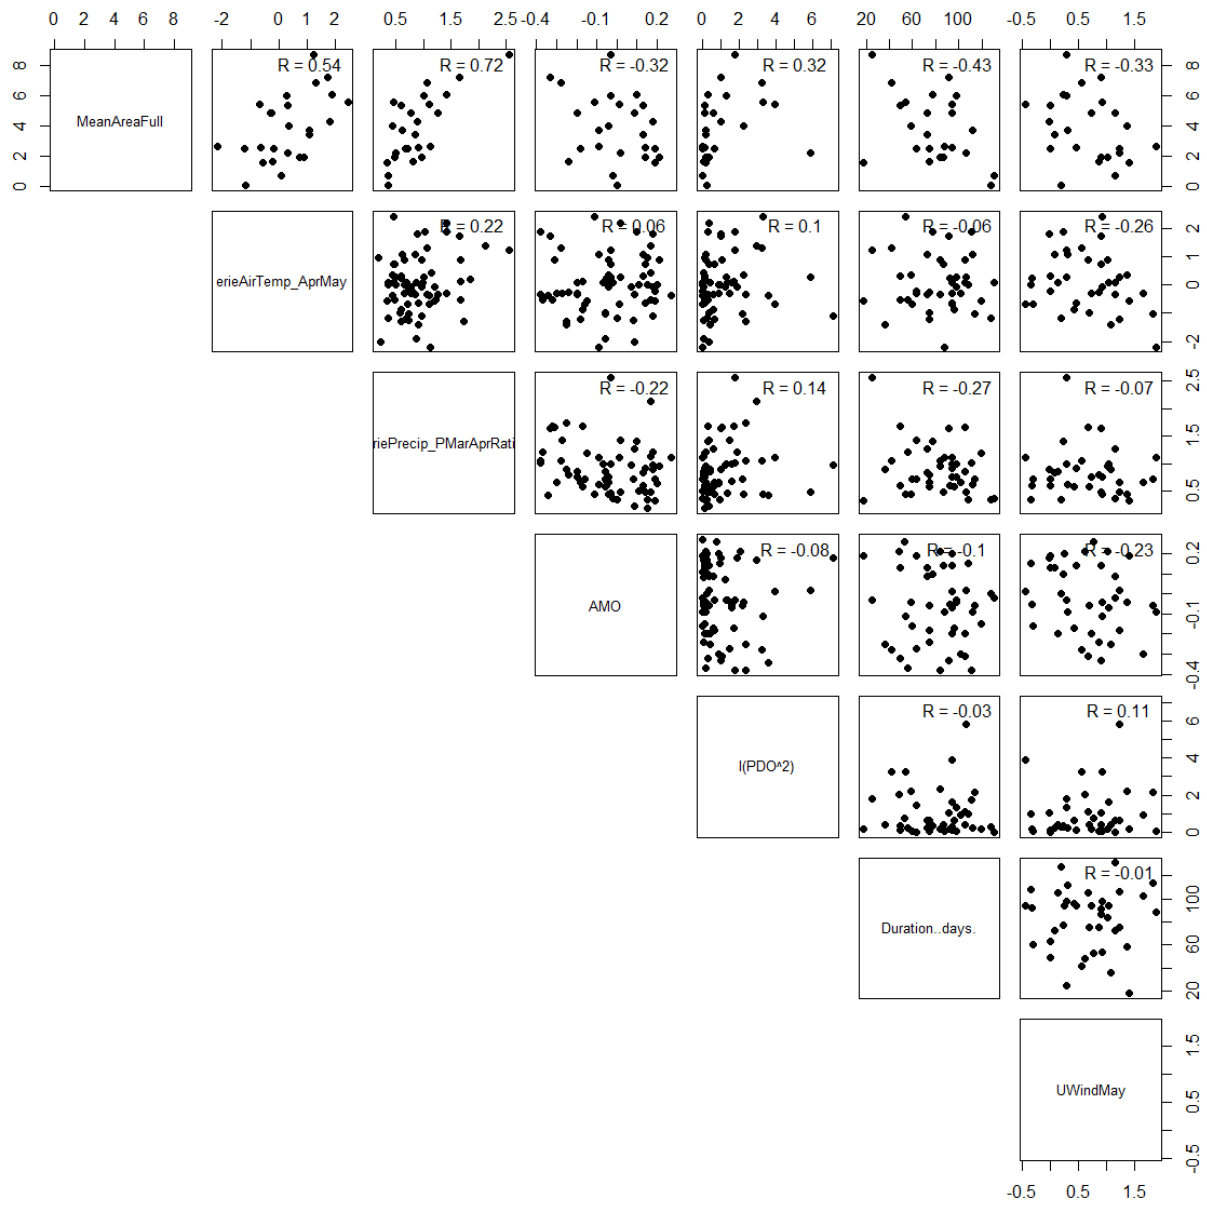 0 2 4 6 8
-2 0 1 2
0.5 1.5 2.5
-0.4 -0.1 0.2
0 2 4 6
20 60 100
-0.5 0.5 1.5
0 2 4 6 8
MeanAreaFull
R = 0.54
R = 0.72
R = -0.32
R = 0.32
R = -0.43
R = -0.33
0 2 4 6 8
erieAirTemp_AprMay
R = 0.22
R = 0.06
R = 0.1
R = -0.06
R = -0.26
-2 0 1 2
riePrecip_PMarAprRati
R = -0.22
R = 0.14
R = -0.27
R = -0.07
0.5 1.5 2.5
AMO
R = -0.08
R = -0.1
R = -0.23
-0.4 -0.1 0.2
I(PDO^2)
R = -0.03
R = 0.11
0 2 4 6
Duration..days.
R = -0.01
20 60 100
UWindMay
-0.5 0.5 1.5
-0.5 0.5 1.5